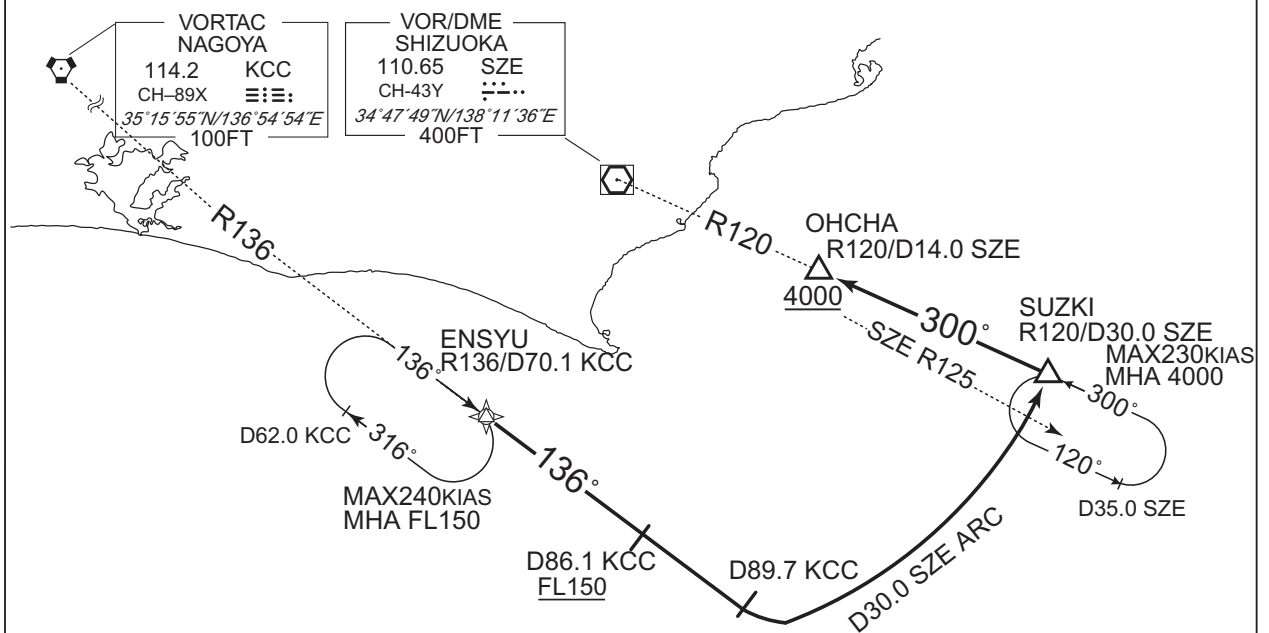 VORTAC
NAGOYA
114.2 KCC
CH–89X
35°15´55˝N/136°54´54˝E
100FT
VOR/DME
SHIZUOKA
110.65 SZE
CH-43Y
34°47´49˝N/138°11´36˝E
400FT
R136
R120
OHCHA
R120/D14.0 SZE
4000
300°
SZE R125
SUZKI
R120/D30.0 SZE
MAX230KIAS
MHA 4000
300°
120°
D35.0 SZE
ENSYU
R136/D70.1 KCC
136°
D62.0 KCC
316°
MAX240KIAS
MHA FL150
136°
D86.1 KCC
FL150
D89.7 KCC
D30.0 SZE ARC